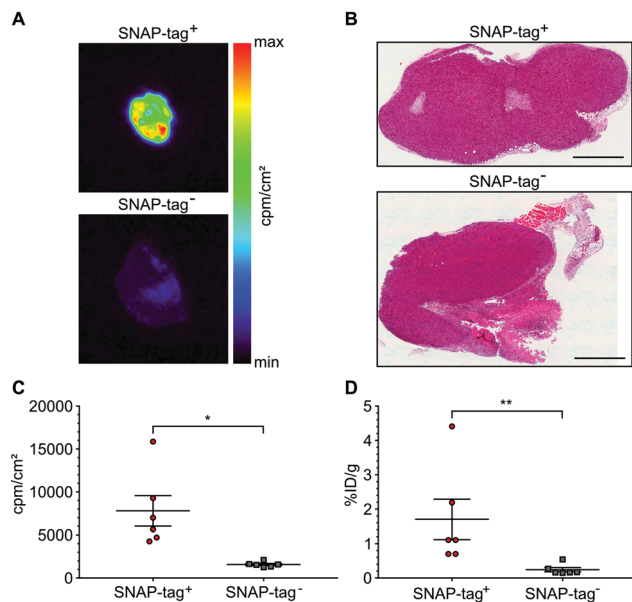 A
SNAP-tag⁺
max
cpm/cm²
SNAP-tag⁻
min
B
SNAP-tag⁺
SNAP-tag⁻
C
20000
15000
10000
5000
0
cpm/cm²
*
SNAP-tag⁺
SNAP-tag⁻
D
5
4
3
2
1
0
%ID/g
**
SNAP-tag⁺
SNAP-tag⁻